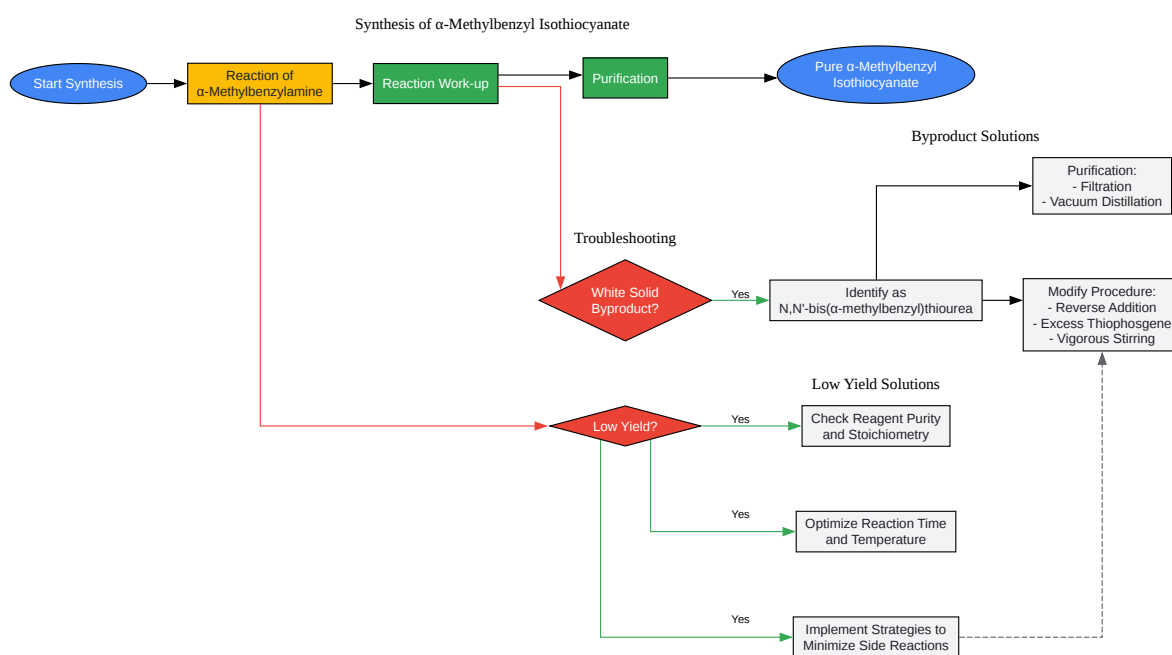 Synthesis of α-Methylbenzyl Isothiocyanate
Start Synthesis
Reaction of
α-Methylbenzylamine
Reaction Work-up
Purification
Pure α-Methylbenzyl
Isothiocyanate
Byproduct Solutions
Purification:
- Filtration
- Vacuum Distillation
Troubleshooting
White Solid
Byproduct?
Yes
Identify as
N,N'-bis(α-methylbenzyl)thiourea
Modify Procedure:
- Reverse Addition
- Excess Thiophosgene
- Vigorous Stirring
Low Yield Solutions
Low Yield?
Yes
Check Reagent Purity
and Stoichiometry
Yes
Optimize Reaction Time
and Temperature
Yes
Implement Strategies to
Minimize Side Reactions